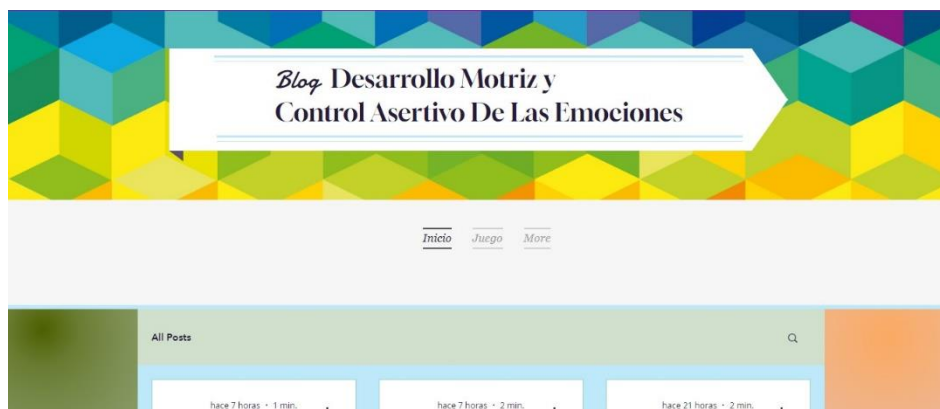 Blog Desarrollo Motriz y
Control Asertivo De Las Emociones
Inicio Juego More
All Posts
hace 7 horas · 1 min. hace 7 horas · 2 min. hace 21 horas · 2 min.